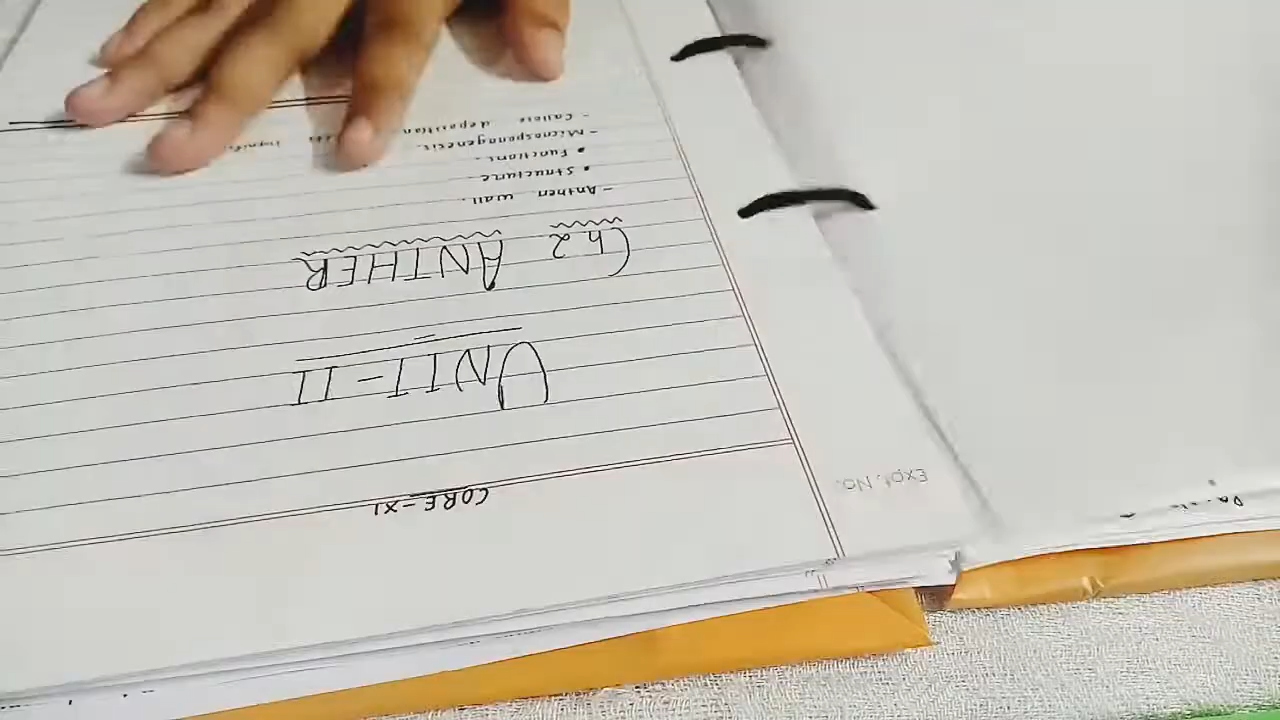 CORE-XI
Expt. No.
UNIT-II
Ch 2 ANTHER
- Anther wall.
• Structure
• Functions.
- Microsporogenesis.
- Callose deposition